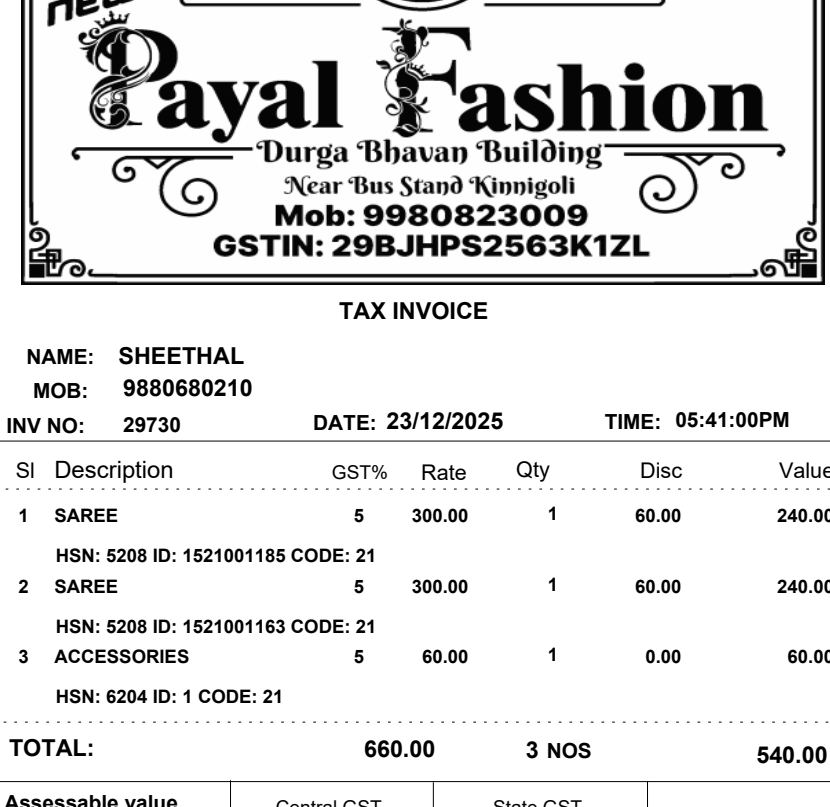 new
Payal Fashion
Durga Bhavan Building
Near Bus Stand Kinnigoli
Mob: 9980823009
GSTIN: 29BJHPS2563K1ZL
TAX INVOICE
NAME: SHEETHAL
MOB: 9880680210
INV NO: 29730 DATE: 23/12/2025 TIME: 05:41:00PM
Sl Description GST% Rate Qty Disc Value
1 SAREE 5 300.00 1 60.00 240.00
HSN: 5208 ID: 1521001185 CODE: 21
2 SAREE 5 300.00 1 60.00 240.00
HSN: 5208 ID: 1521001163 CODE: 21
3 ACCESSORIES 5 60.00 1 0.00 60.00
HSN: 6204 ID: 1 CODE: 21
TOTAL: 660.00 3 NOS 540.00
Assessable value Central GST State GST